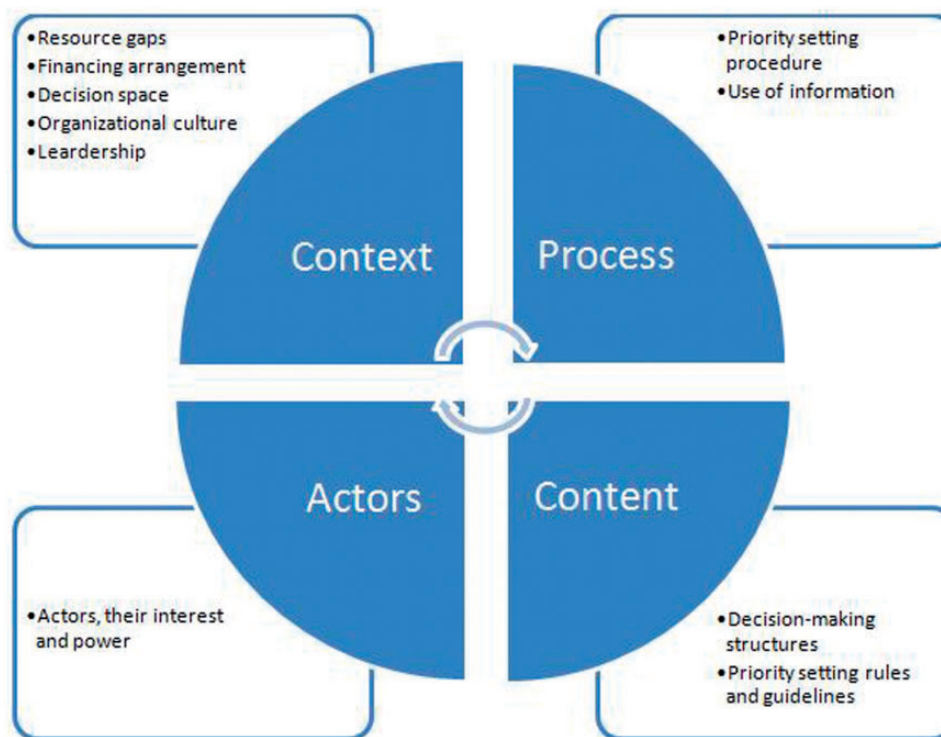 •Resource gaps
•Financing arrangement
•Decision space
•Organizational culture
•Leardership
•Priority setting
procedure
•Use of information
Context
Process
Actors
Content
•Actors, their interest
and power
•Decision-making
structures
•Priority setting rules
and guidelines